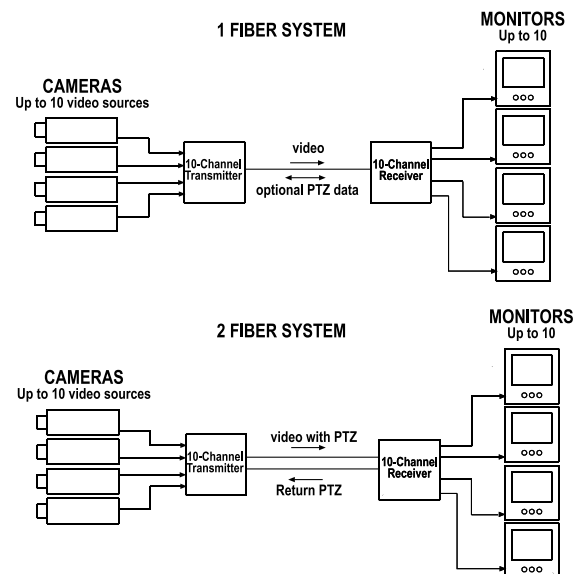 1 FIBER SYSTEM
MONITORS
Up to 10
CAMERAS
Up to 10 video sources
10-Channel
Transmitter
video
optional PTZ data
10-Channel
Receiver
2 FIBER SYSTEM
MONITORS
Up to 10
CAMERAS
Up to 10 video sources
10-Channel
Transmitter
video with PTZ
Return PTZ
10-Channel
Receiver